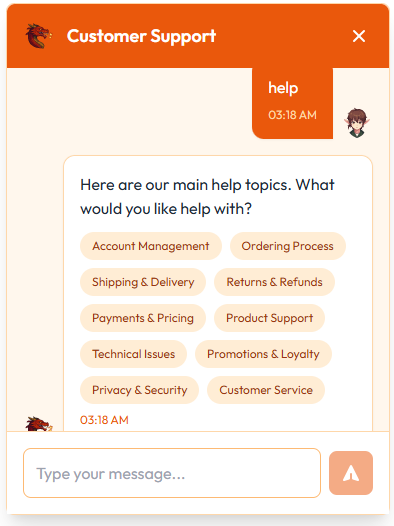 Customer Support
help
03:18 AM
Here are our main help topics. What
would you like help with?
Account Management
Ordering Process
Shipping & Delivery
Returns & Refunds
Payments & Pricing
Product Support
Technical Issues
Promotions & Loyalty
Privacy & Security
Customer Service
03:18 AM
Type your message...